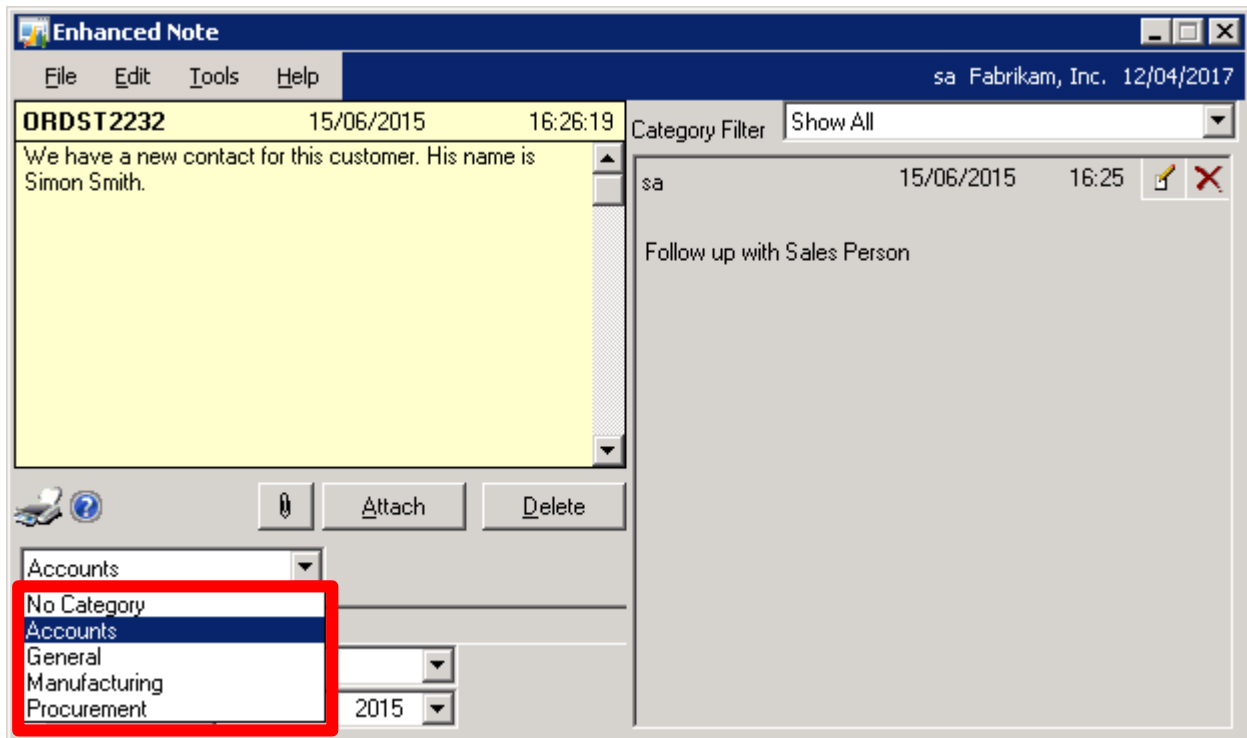 Enhanced Note
File Edit Tools Help sa Fabrikam, Inc. 12/04/2017
ORDST2232 15/06/2015 16:26:19
We have a new contact for this customer. His name is
Simon Smith.
Category Filter Show All
sa 15/06/2015 16:25
Follow up with Sales Person
Attach Delete
Accounts
No Category
Accounts
General
Manufacturing
Procurement
2015